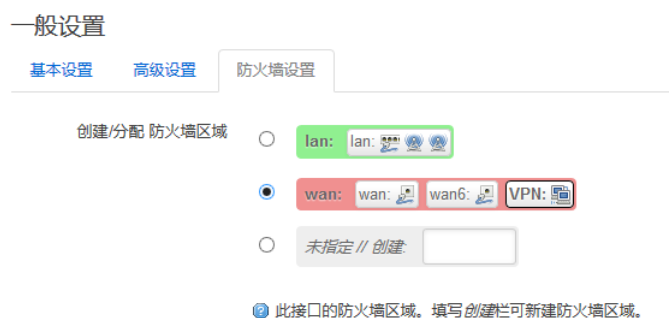 一般设置
基本设置 高级设置 防火墙设置
创建/分配 防火墙区域
lan: lan:
wan: wan: wan6: VPN:
未指定 // 创建:
此接口的防火墙区域。填写创建栏可新建防火墙区域。